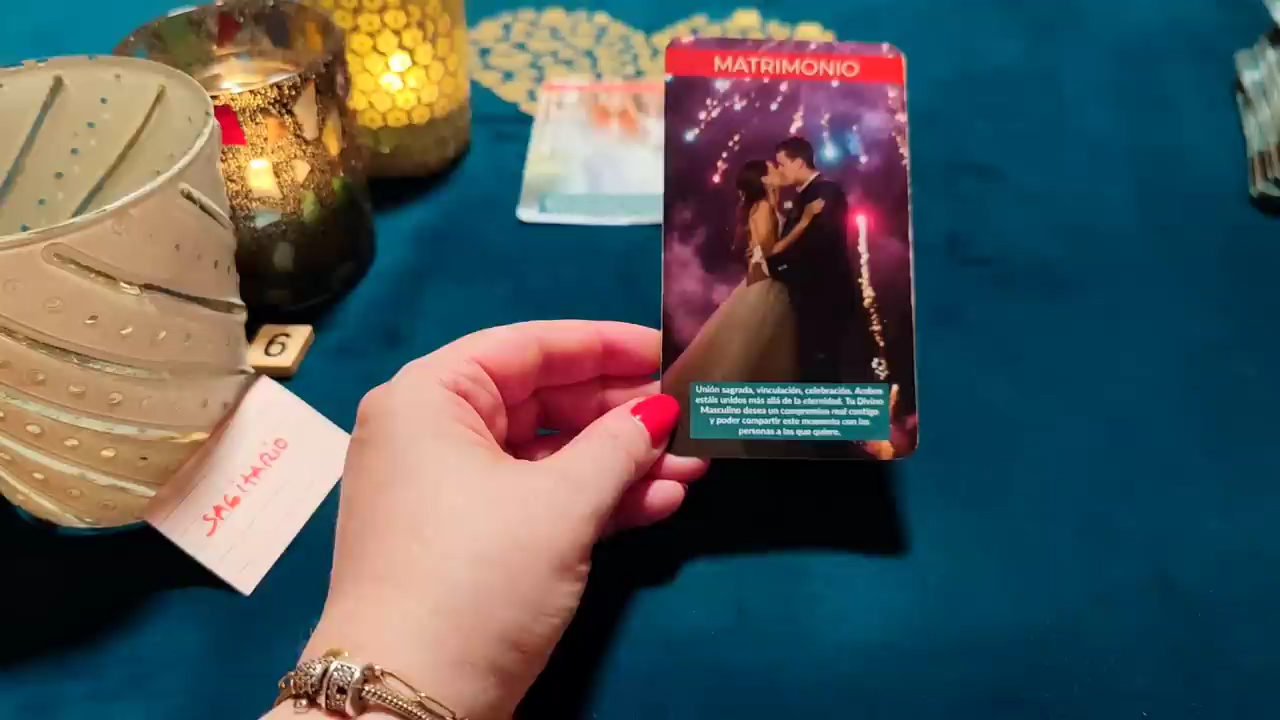 MATRIMONIO
Unión sagrada, vinculación, celebración. Ambos
estáis unidos más allá de la eternidad. Tu Divino
Masculino desea un compromiso real contigo
y poder compartir este momento con las
personas a las que quiere.
6
SAGITARIO